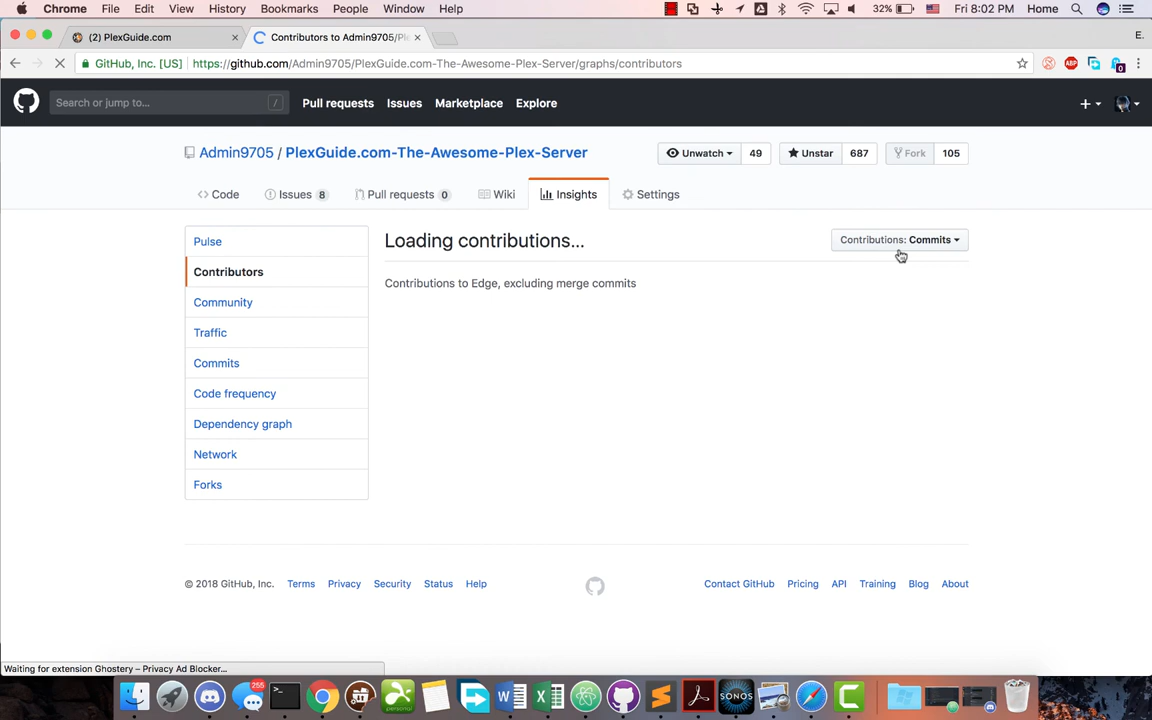 Chrome File Edit View History Bookmarks People Window Help 32% Fri 8:02 PM Home
(2) PlexGuide.com Contributors to Admin9705/Ple E.
GitHub, Inc. [US] https://github.com/Admin9705/PlexGuide.com-The-Awesome-Plex-Server/graphs/contributors ABP 0
Search or jump to... / Pull requests Issues Marketplace Explore
Admin9705 / PlexGuide.com-The-Awesome-Plex-Server Unwatch 49 Unstar 687 Fork 105
Code Issues 8 Pull requests 0 Wiki Insights Settings
Pulse
Contributors
Community
Traffic
Commits
Code frequency
Dependency graph
Network
Forks
Loading contributions...
Contributions: Commits
Contributions to Edge, excluding merge commits
© 2018 GitHub, Inc. Terms Privacy Security Status Help Contact GitHub Pricing API Training Blog About
Waiting for extension Ghostery – Privacy Ad Blocker...
255
SONOS